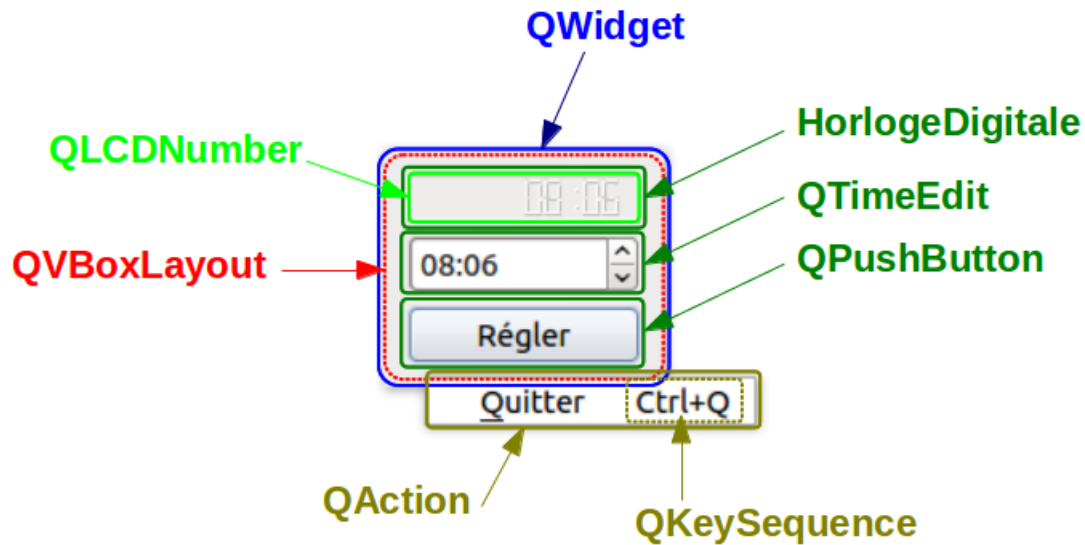 QWidget
HorlogeDigitale
QLCDNumber
08:06
QTimeEdit
QVBoxLayout
08:06
QPushButton
Régler
Quitter Ctrl+Q
QAction
QKeySequence